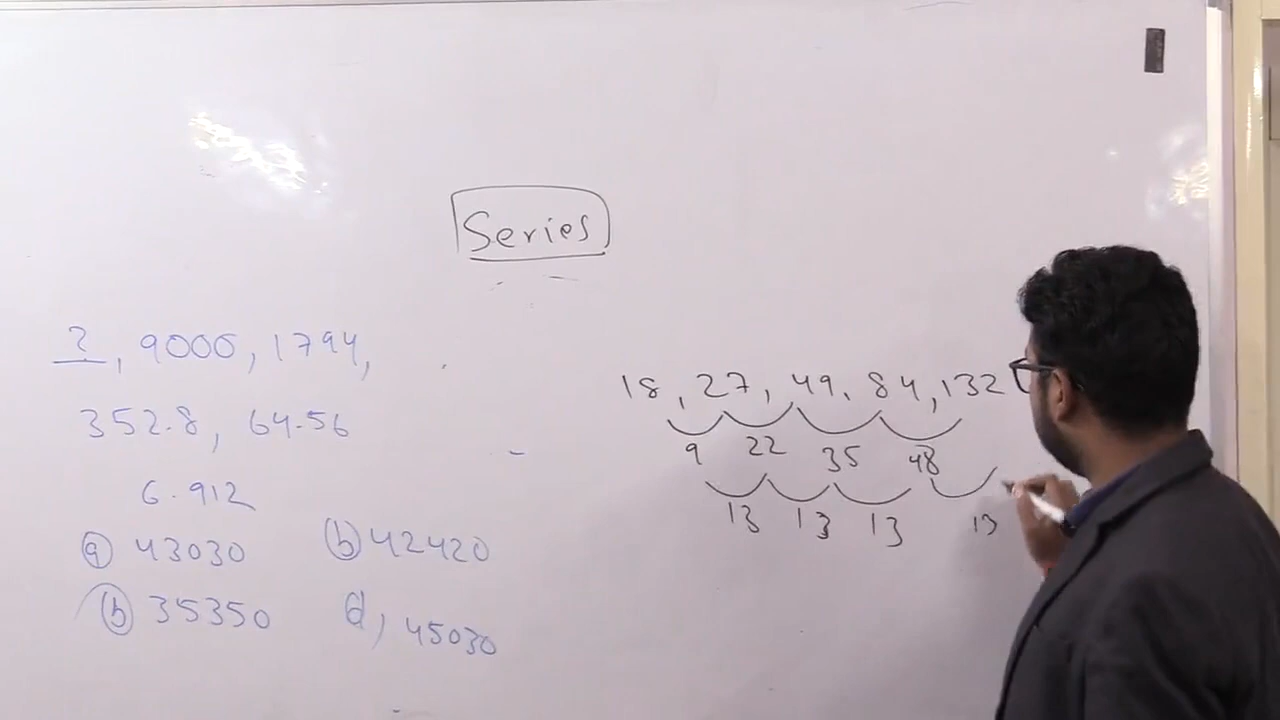 Series
?, 9000, 1794,
352.8, 64.56
6.912
(a) 43030 (b) 42420
(b) 35350 d, 45030
18, 27, 49, 84, 132
9 22 35 48
13 13 13 13